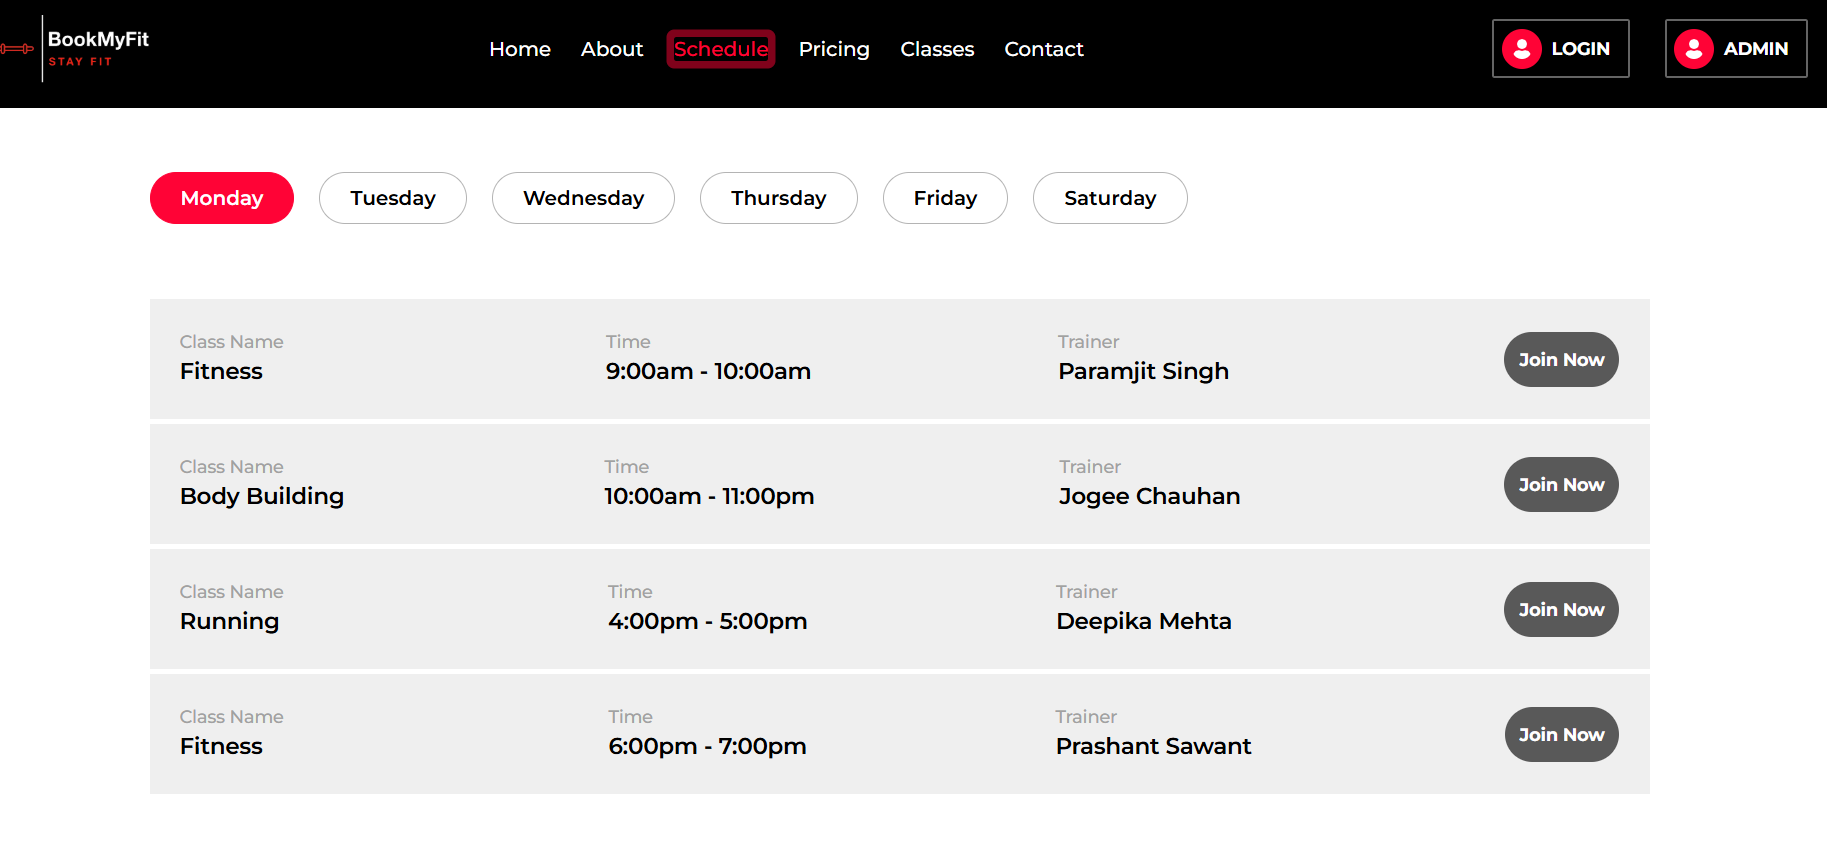 BookMyFit
STAY FIT
Home About Schedule Pricing Classes Contact
LOGIN
ADMIN
Monday Tuesday Wednesday Thursday Friday Saturday
Class Name Time Trainer
Fitness 9:00am - 10:00am Paramjit Singh
Join Now
Class Name Time Trainer
Body Building 10:00am - 11:00pm Jogee Chauhan
Join Now
Class Name Time Trainer
Running 4:00pm - 5:00pm Deepika Mehta
Join Now
Class Name Time Trainer
Fitness 6:00pm - 7:00pm Prashant Sawant
Join Now